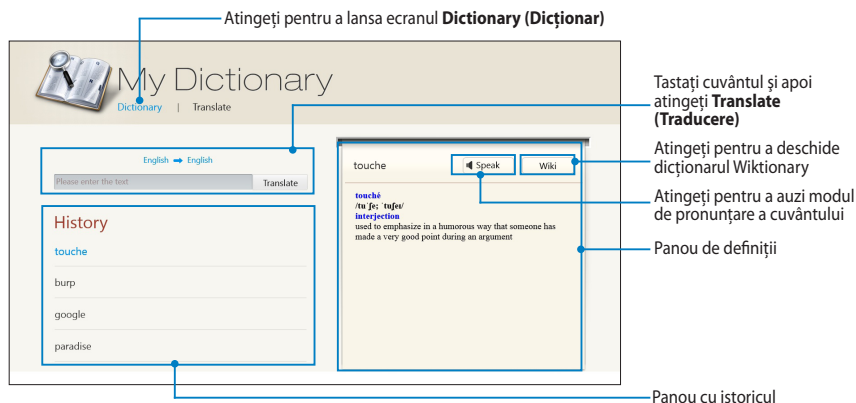 Atingeți pentru a lansa ecranul Dictionary (Dicționar)
My Dictionary
Dictionary | Translate
English ➡ English
Please enter the text
Translate
History
touche
burp
google
paradise
touche
Speak
Wiki
touché
/tuˈʃe; ˈtuʃeɪ/
interjection
used to emphasize in a humorous way that someone has
made a very good point during an argument
Tastați cuvântul și apoi
atingeți Translate
(Traducere)
Atingeți pentru a deschide
dicționarul Wiktionary
Atingeți pentru a auzi modul
de pronunțare a cuvântului
Panou de definiții
Panou cu istoricul